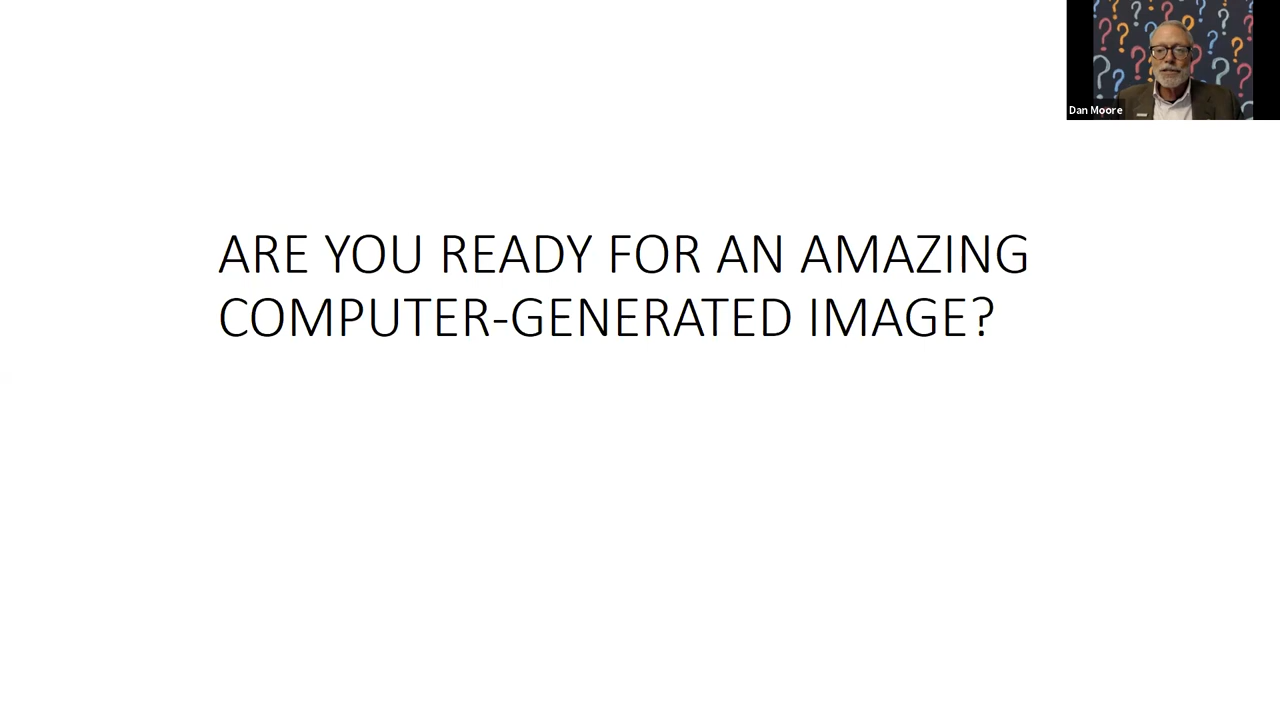 Dan Moore
ARE YOU READY FOR AN AMAZING
COMPUTER-GENERATED IMAGE?